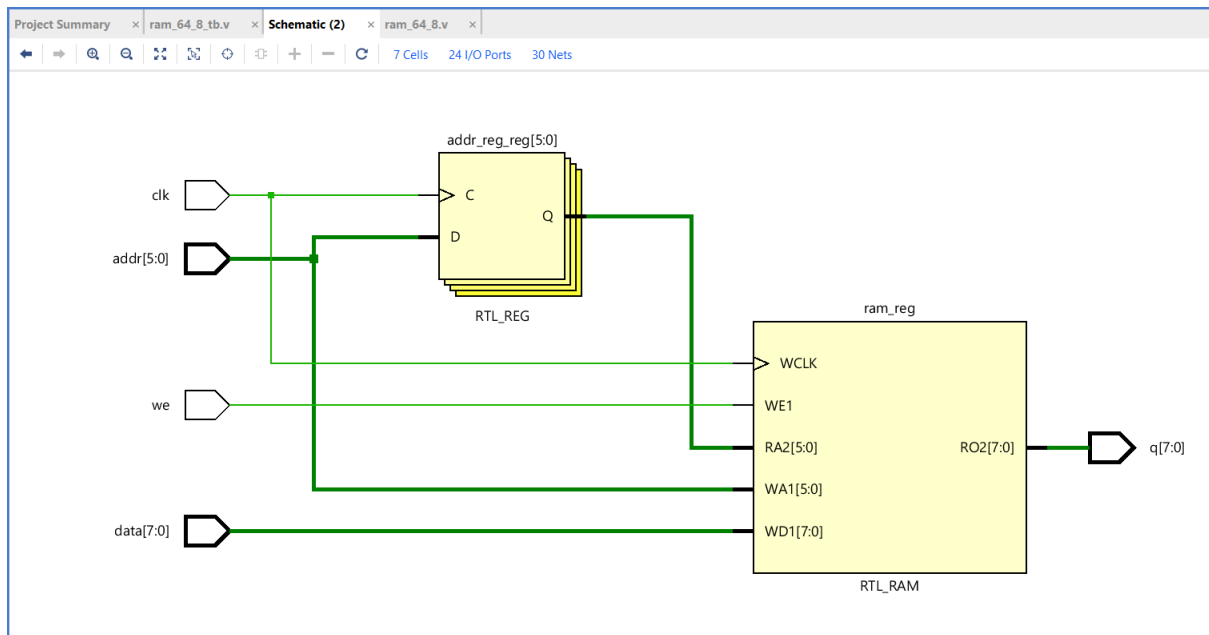 Project Summary × ram_64_8_tb.v × Schematic (2) × ram_64_8.v ×
7 Cells 24 I/O Ports 30 Nets
addr_reg_reg[5:0]
clk
C
Q
D
addr[5:0]
RTL_REG
ram_reg
WCLK
we
WE1
RA2[5:0]
RO2[7:0]
q[7:0]
WA1[5:0]
data[7:0]
WD1[7:0]
RTL_RAM